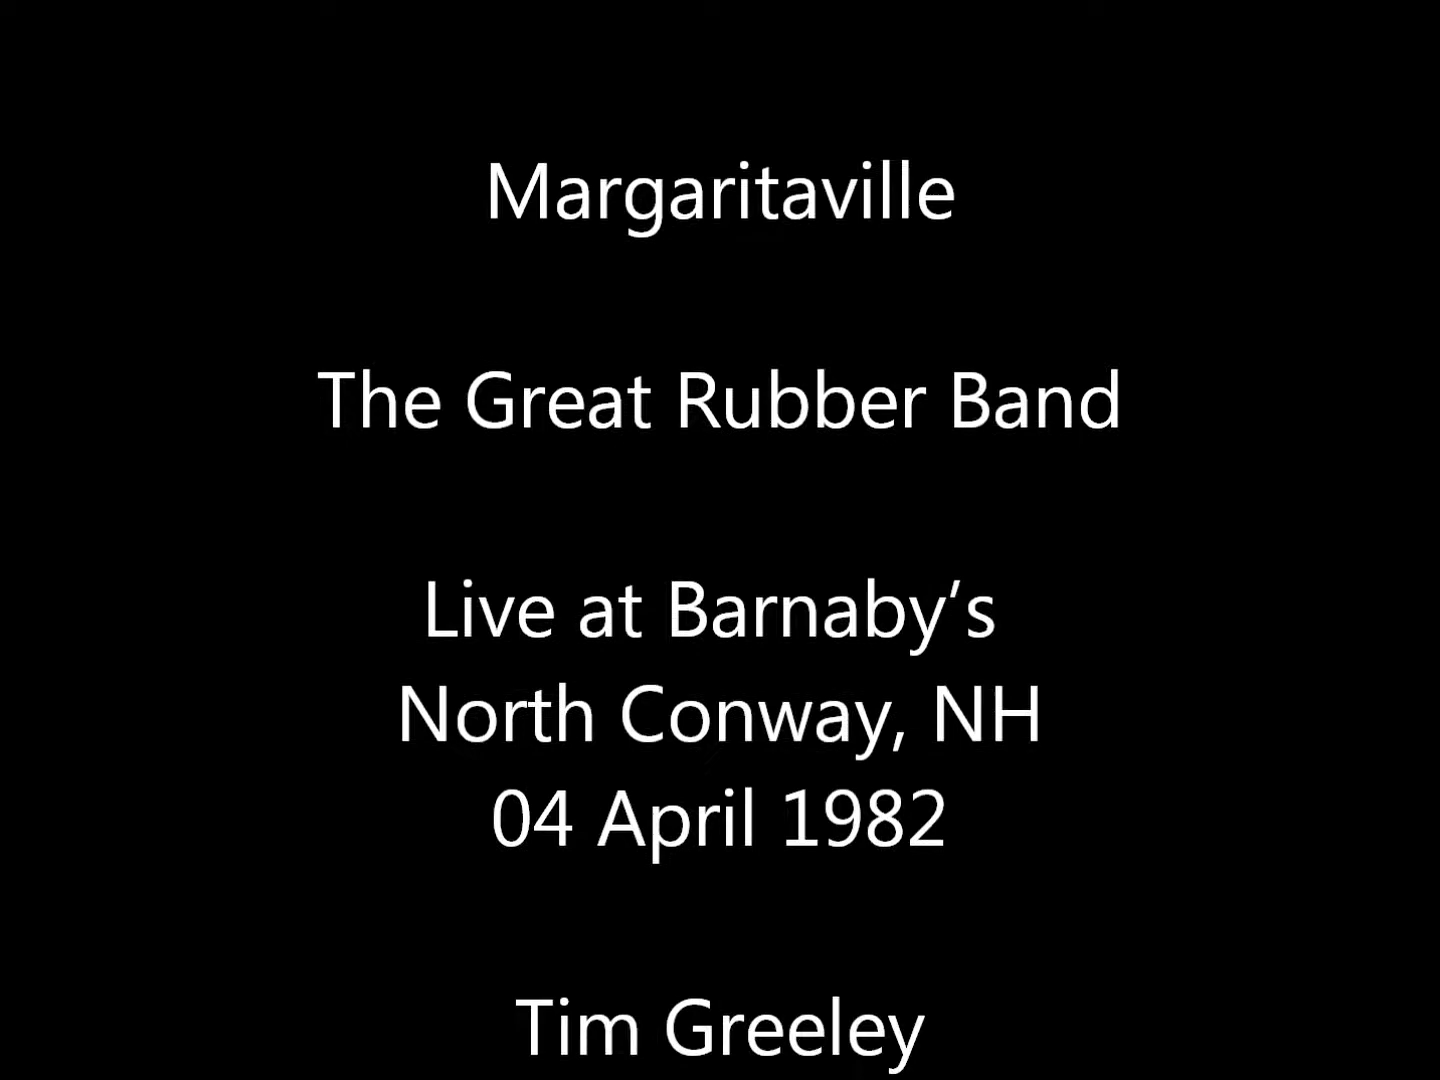 Margaritaville
The Great Rubber Band
Live at Barnaby’s
North Conway, NH
04 April 1982
Tim Greeley